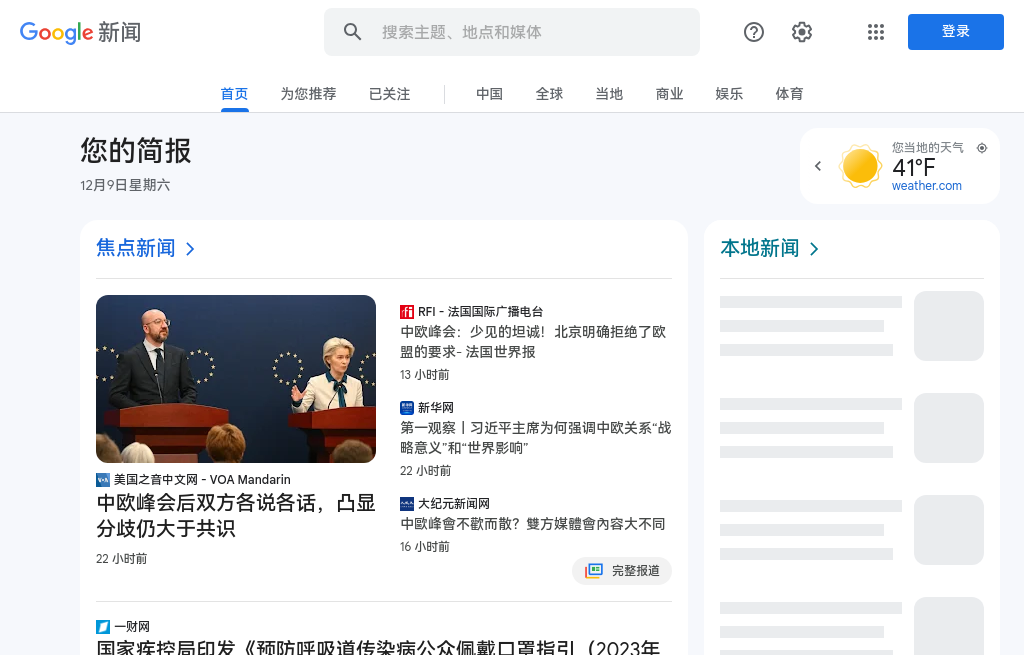 Google 新闻
搜索主题、地点和媒体
登录
首页
为您推荐
已关注
中国
全球
当地
商业
娱乐
体育
您的简报
12月9日星期六
您当地的天气
41°F
weather.com
焦点新闻
美国之音中文网 - VOA Mandarin
中欧峰会后双方各说各话，凸显
分歧仍大于共识
22 小时前
RFI - 法国国际广播电台
中欧峰会：少见的坦诚！北京明确拒绝了欧
盟的要求- 法国世界报
13 小时前
新华网
第一观察丨习近平主席为何强调中欧关系“战
略意义”和“世界影响”
22 小时前
大纪元新闻网
中歐峰會不歡而散？雙方媒體會內容大不同
16 小时前
完整报道
一财网
国家疾控局印发《预防呼吸道传染病公众佩戴口罩指引（2023年
本地新闻